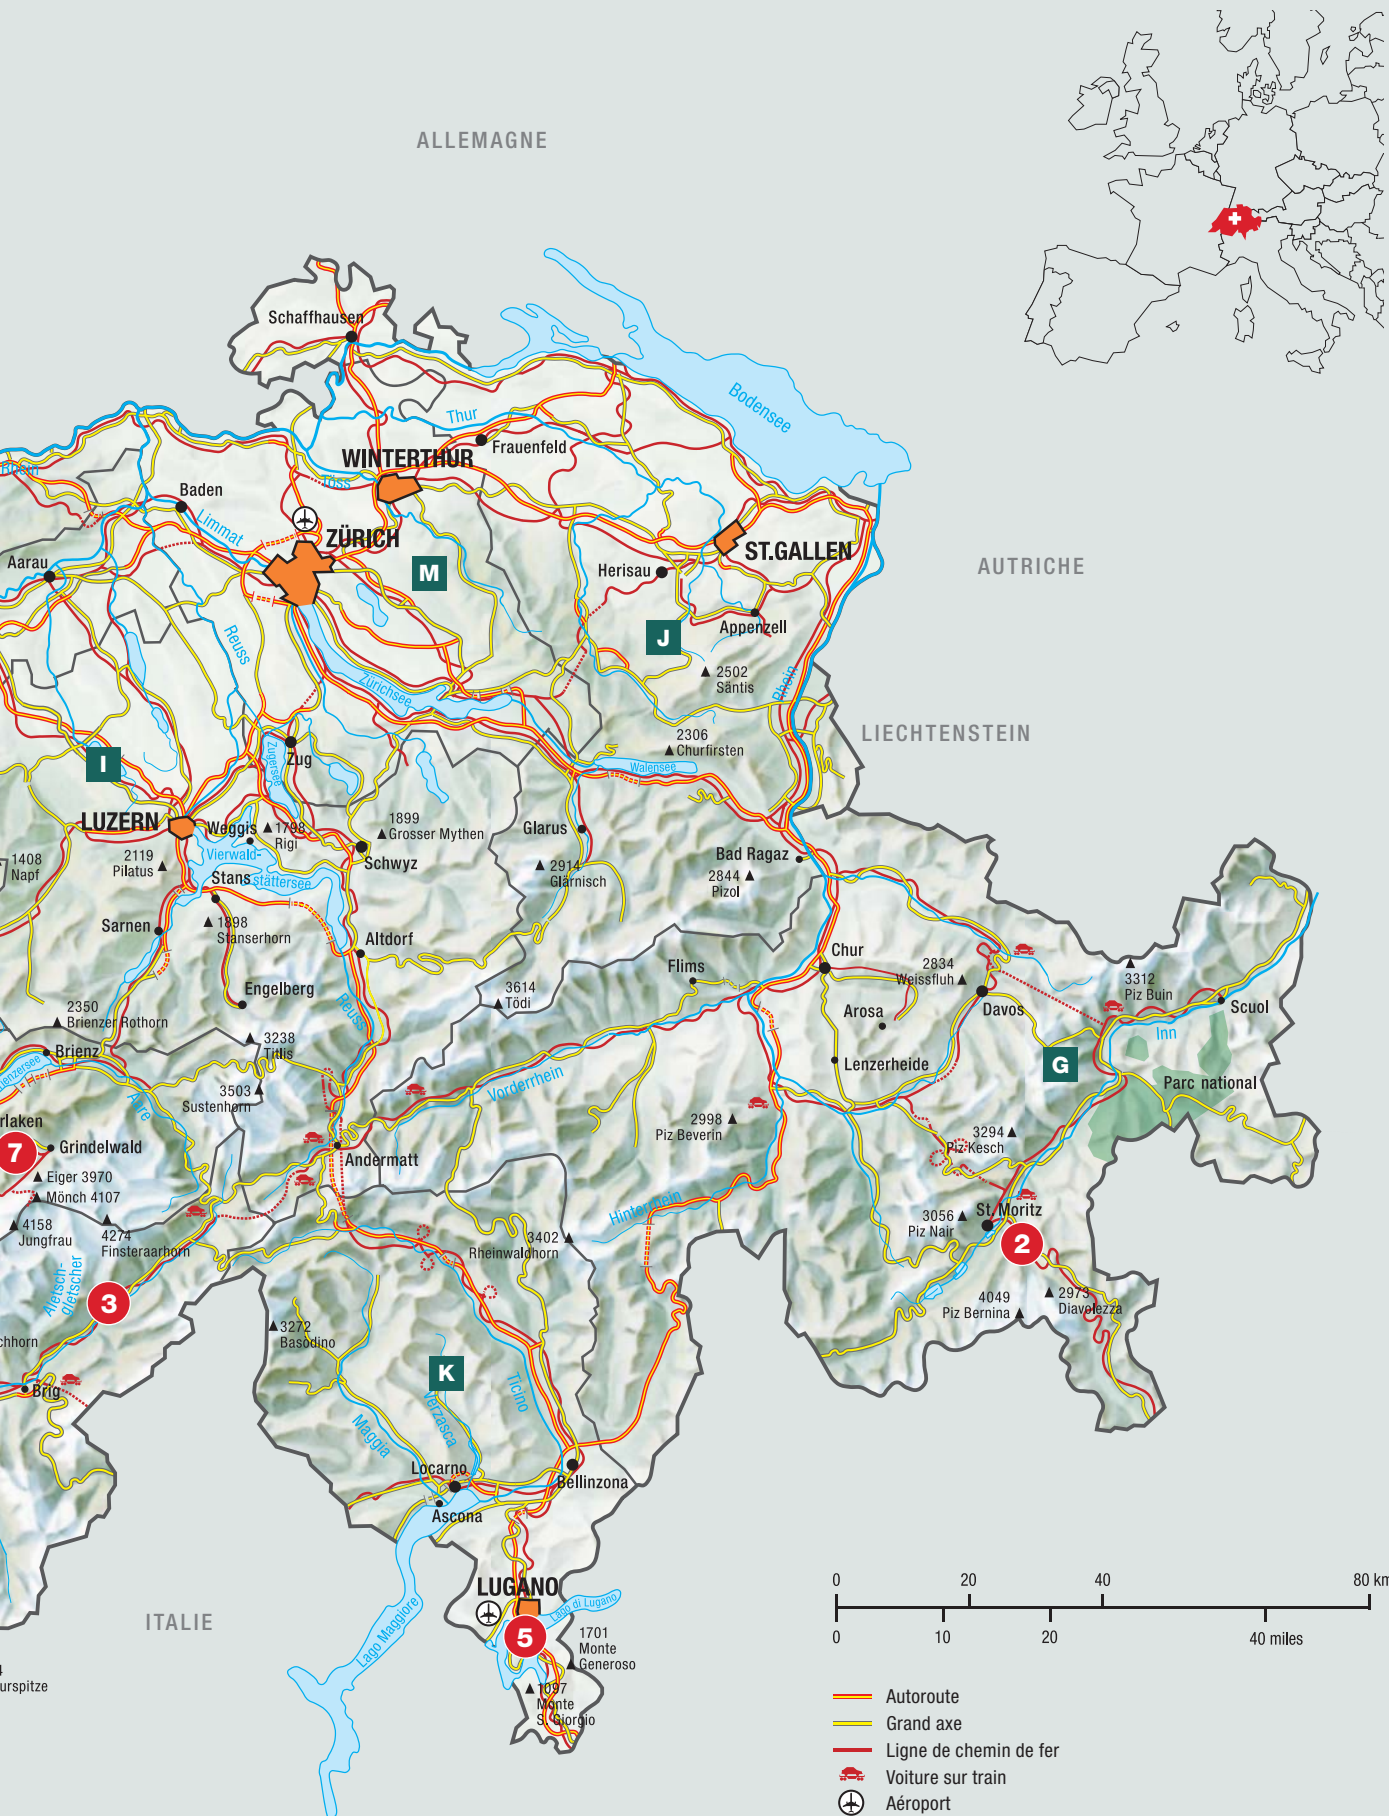 ALLEMAGNE
Schaffhausen
Bodensee
Thur
Frauenfeld
WINTERTHUR
Rhein
Töss
Baden
Limmat
ZÜRICH
ST.GALLEN
Aarau
M
AUTRICHE
Herisau
J
Appenzell
Reuss
2502
Säntis
Rhein
Zürichsee
LIECHTENSTEIN
2306
Churfirsten
Zug
Zugersee
Walensee
I
LUZERN
Weggis
1798
Rigi
1899
Grosser Mythen
Glarus
Vierwald-
stättersee
Schwyz
1408
Napf
2119
Pilatus
Bad Ragaz
2844
Pizol
2914
Glärnisch
Stans
Sarnen
1898
Stanserhorn
Altdorf
Chur
Flims
2834
Weissfluh
3312
Piz Buin
Engelberg
3614
Tödi
Reuss
Arosa
Davos
Scuol
2350
Brienzer Rothorn
Inn
3238
Titlis
Brienz
Lenzerheide
G
Parc national
3503
Sustenhorn
Vorderrhein
Aare
rlaken
7
Grindelwald
2998
Piz Beverin
3294
Piz Kesch
Andermatt
Eiger 3970
Mönch 4107
Hinterrhein
St. Moritz
3056
Piz Nair
2
4158
Jungfrau
4274
Finsteraarhorn
3402
Rheinwaldhorn
Aletsch-
gletscher
3
4049
Piz Bernina
2973
Diavolezza
chhorn
3272
Basòdino
K
Brig
Ticino
Verzasca
Maggia
Locarno
Bellinzona
Ascona
LUGANO
Lago di Lugano
Lago Maggiore
ITALIE
5
1701
Monte
Generoso
1097
Monte
S. Giorgio
urspitze
0 20 40 80 km
0 10 20 40 miles
Autoroute
Grand axe
Ligne de chemin de fer
Voiture sur train
Aéroport